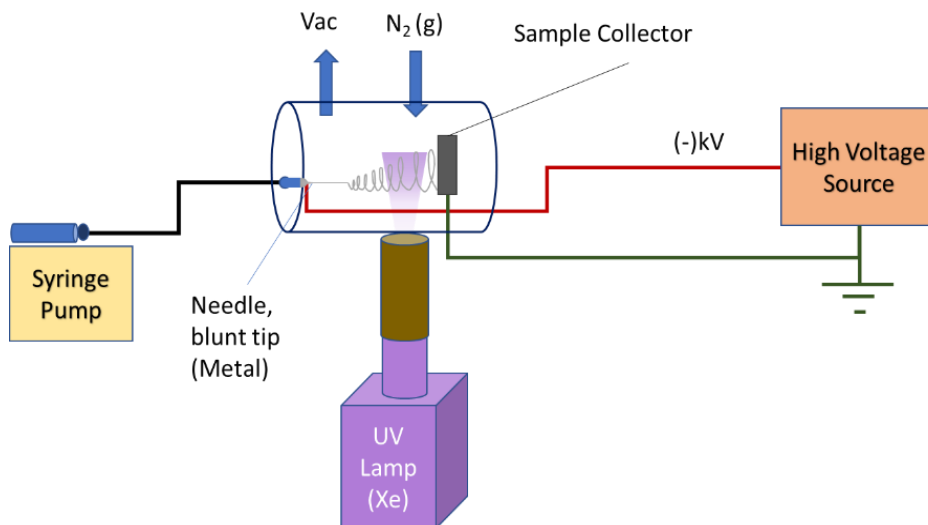 Vac
N₂ (g)
Sample Collector
(-)kV
High Voltage
Source
Syringe
Pump
Needle,
blunt tip
(Metal)
UV
Lamp
(Xe)